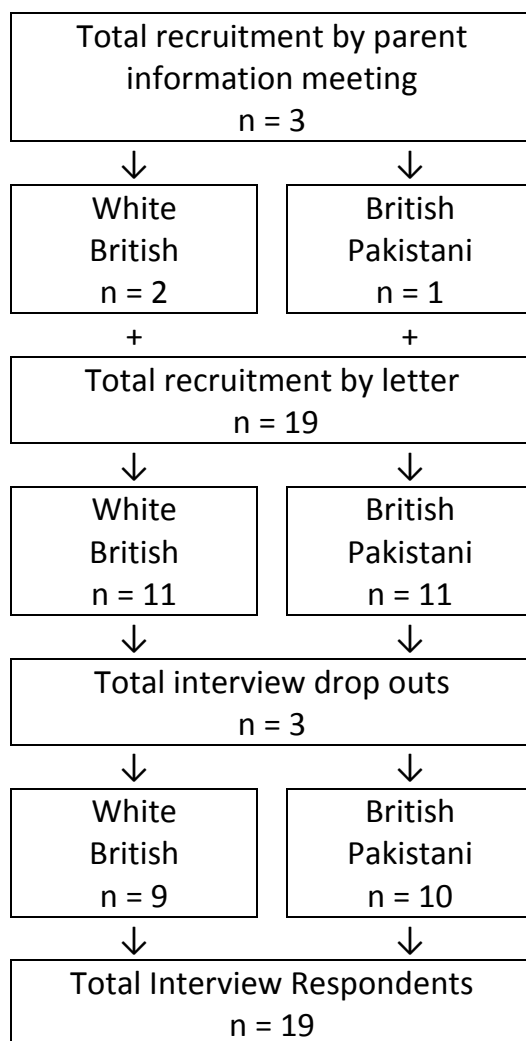 Total recruitment by parent
information meeting
n = 3
↓ ↓
White British
British Pakistani
n = 2 n = 1
+ +
Total recruitment by letter
n = 19
↓ ↓
White British
British Pakistani
n = 11 n = 11
↓ ↓
Total interview drop outs
n = 3
↓ ↓
White British
British Pakistani
n = 9 n = 10
↓ ↓
Total Interview Respondents
n = 19